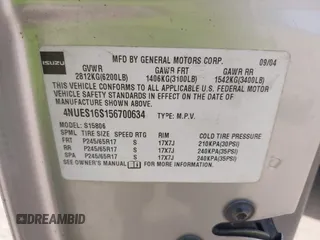 ISUZU
MFD BY GENERAL MOTORS CORP. 09/04
GVWR GAWR FRT GAWR RR
2812KG(6200LB) 1406KG(3100LB) 1542KG(3400LB)
THIS VEHICLE CONFORMS TO ALL APPLICABLE U.S. FEDERAL MOTOR
VEHICLE SAFETY STANDARDS IN EFFECT ON THE DATE OF
MANUFACTURE SHOWN ABOVE.
4NUES16S156700634 TYPE: M.P.V.
MODEL: S15806
SPML TIRE SIZE SPEED RTG RIM COLD TIRE PRESSURE
FRT P245/65R17 S 17X7J 210KPA(30PSI)
RR P245/65R17 S 17X7J 240KPA(35PSI)
SPA P245/65R17 S 17X7J 240KPA(35PSI)
SEE OWNER'S MANUAL FOR ADDITIONAL INFORMATION.
DREAMBID